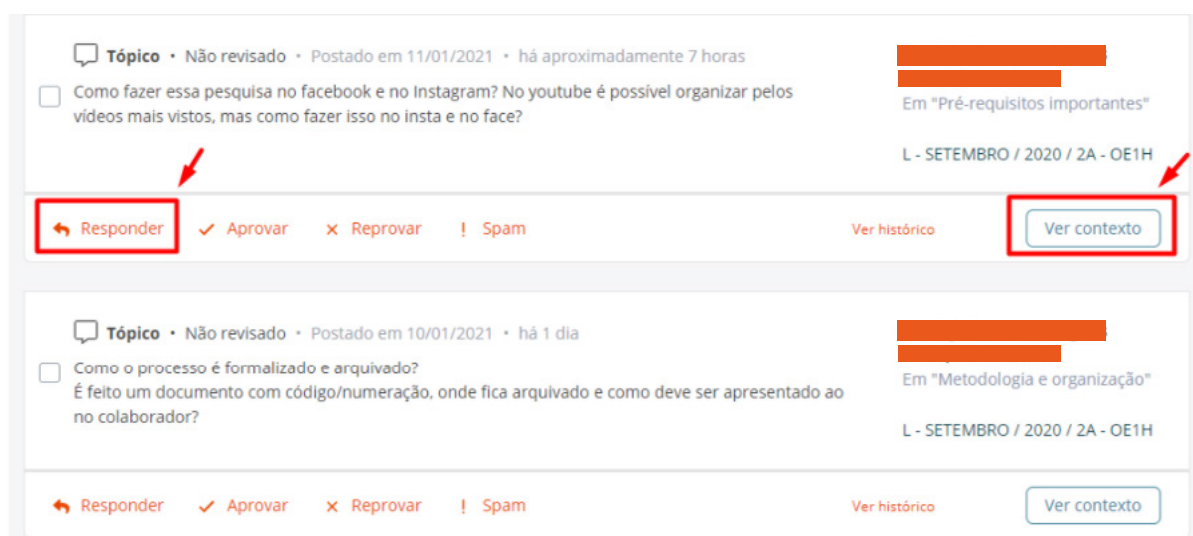 Tópico • Não revisado • Postado em 11/01/2021 • há aproximadamente 7 horas
Como fazer essa pesquisa no facebook e no Instagram? No youtube é possível organizar pelos
vídeos mais vistos, mas como fazer isso no insta e no face?
Em "Pré-requisitos importantes"
L - SETEMBRO / 2020 / 2A - OE1H
Responder Aprovar Reprovar ! Spam Ver histórico Ver contexto
Tópico • Não revisado • Postado em 10/01/2021 • há 1 dia
Como o processo é formalizado e arquivado?
É feito um documento com código/numeração, onde fica arquivado e como deve ser apresentado ao
no colaborador?
Em "Metodologia e organização"
L - SETEMBRO / 2020 / 2A - OE1H
Responder Aprovar Reprovar ! Spam Ver histórico Ver contexto